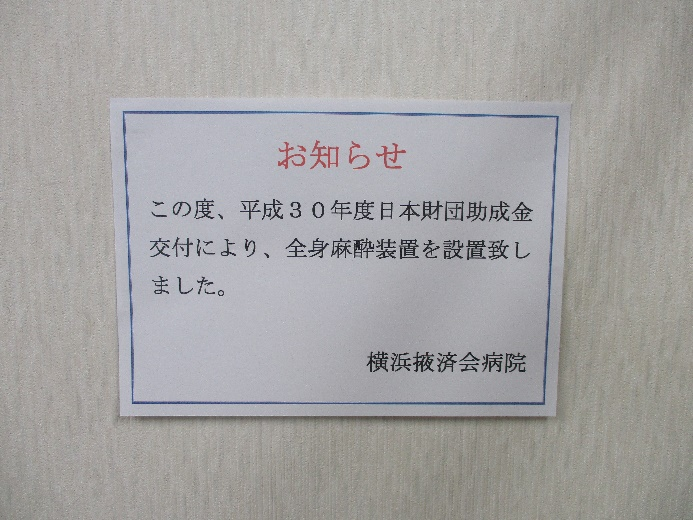 お知らせ
この度、平成３０年度日本財団助成金
交付により、全身麻酔装置を設置致し
ました。
横浜掖済会病院